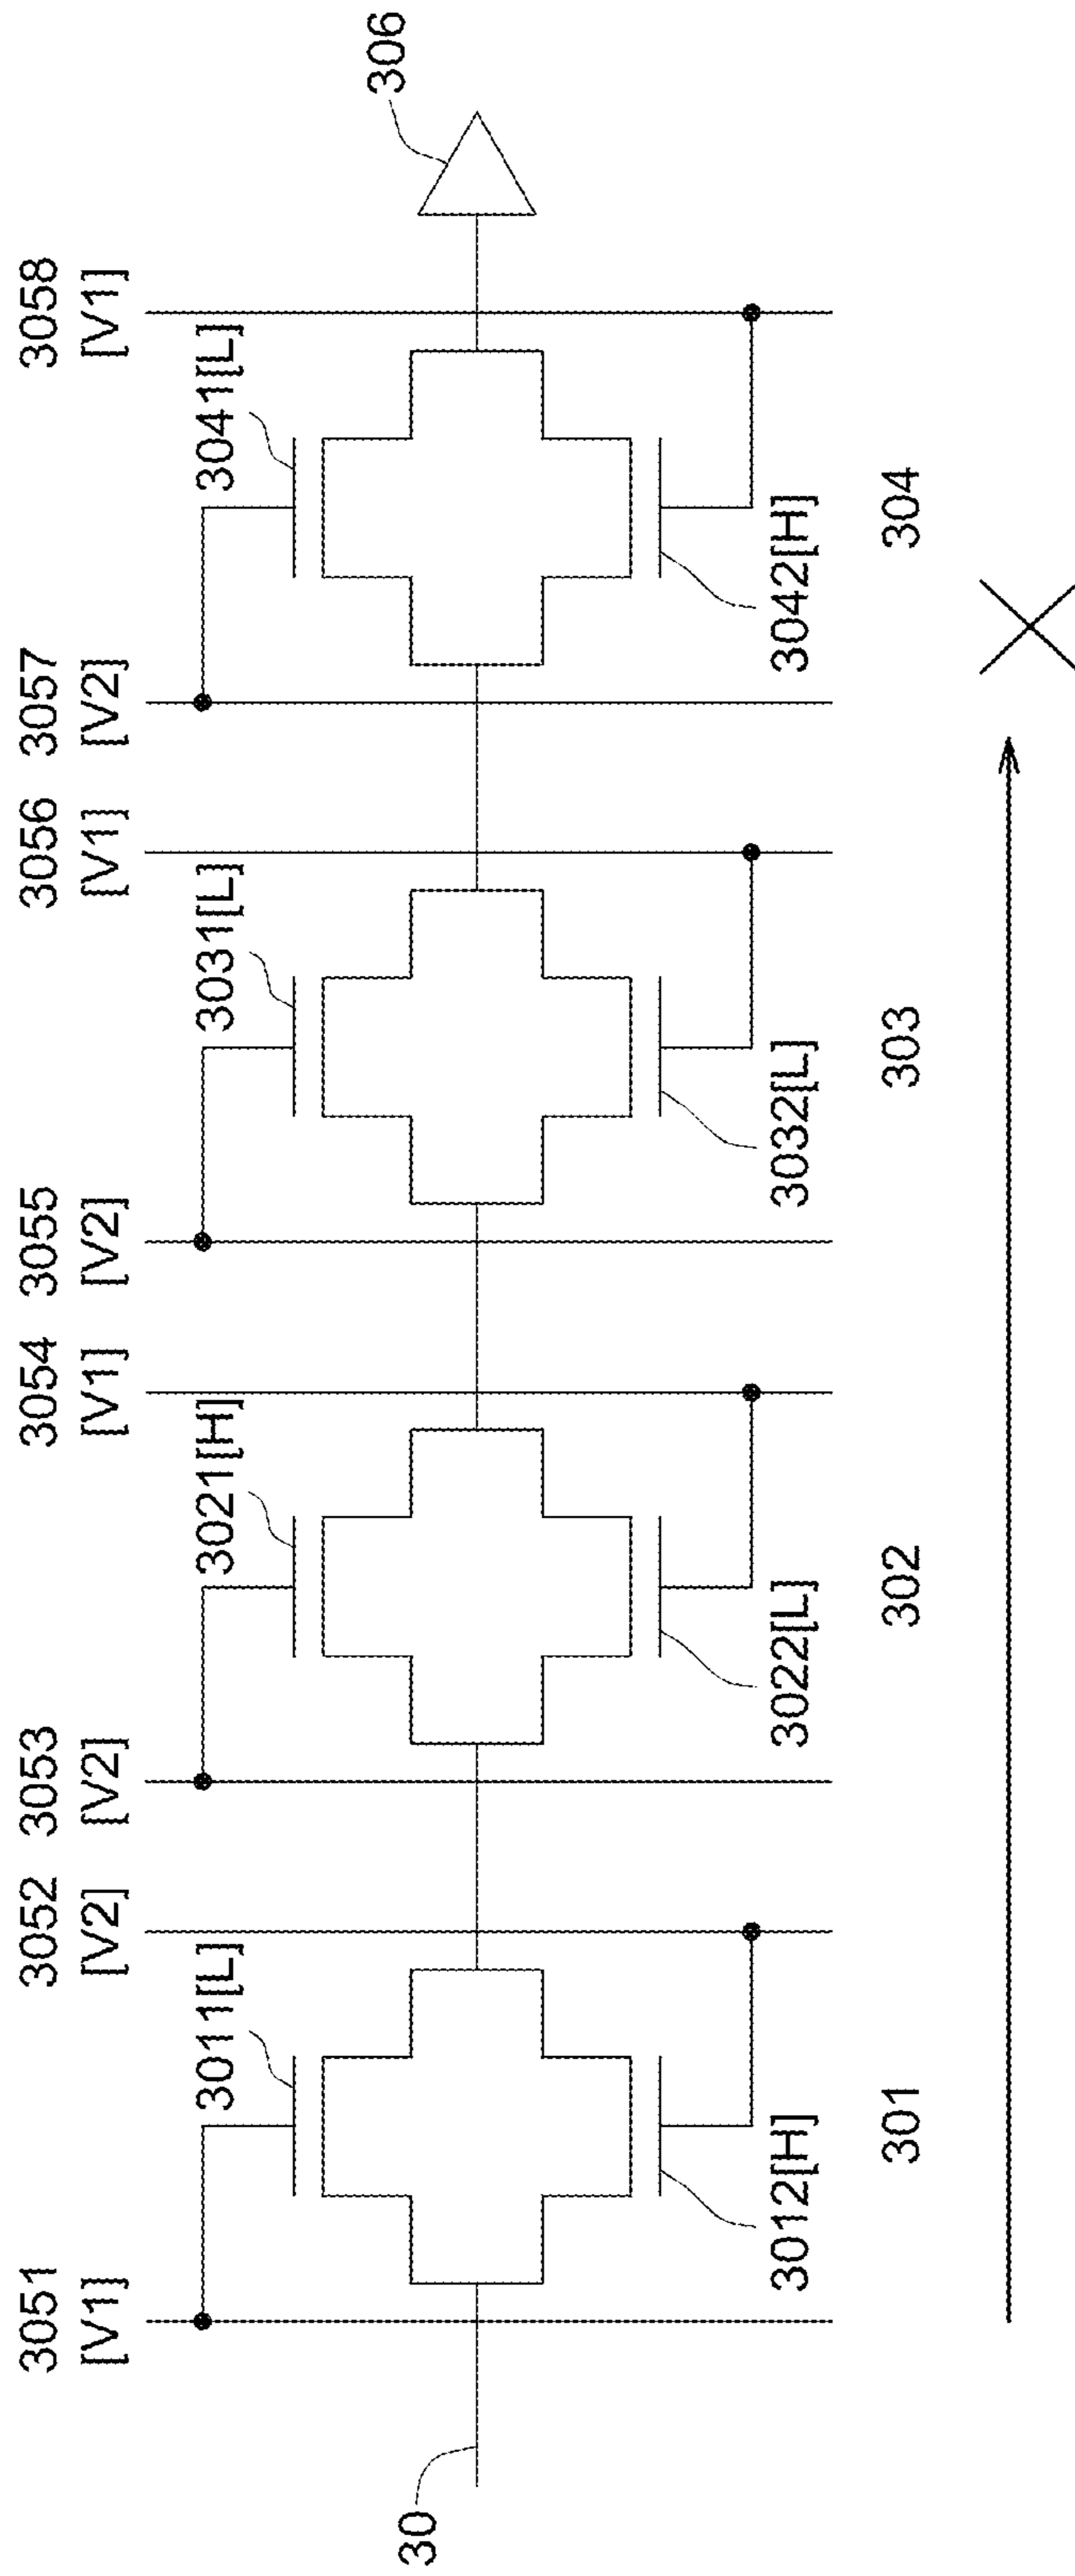 3051 3052 3053 3054 3055 3056 3057 3058
[V1] [V2] [V2] [V1] [V2] [V1] [V2] [V1]
3011[L] 3021[H] 3031[L] 3041[L]
306
30
3012[H] 3022[L] 3032[L] 3042[H]
301 302 303 304